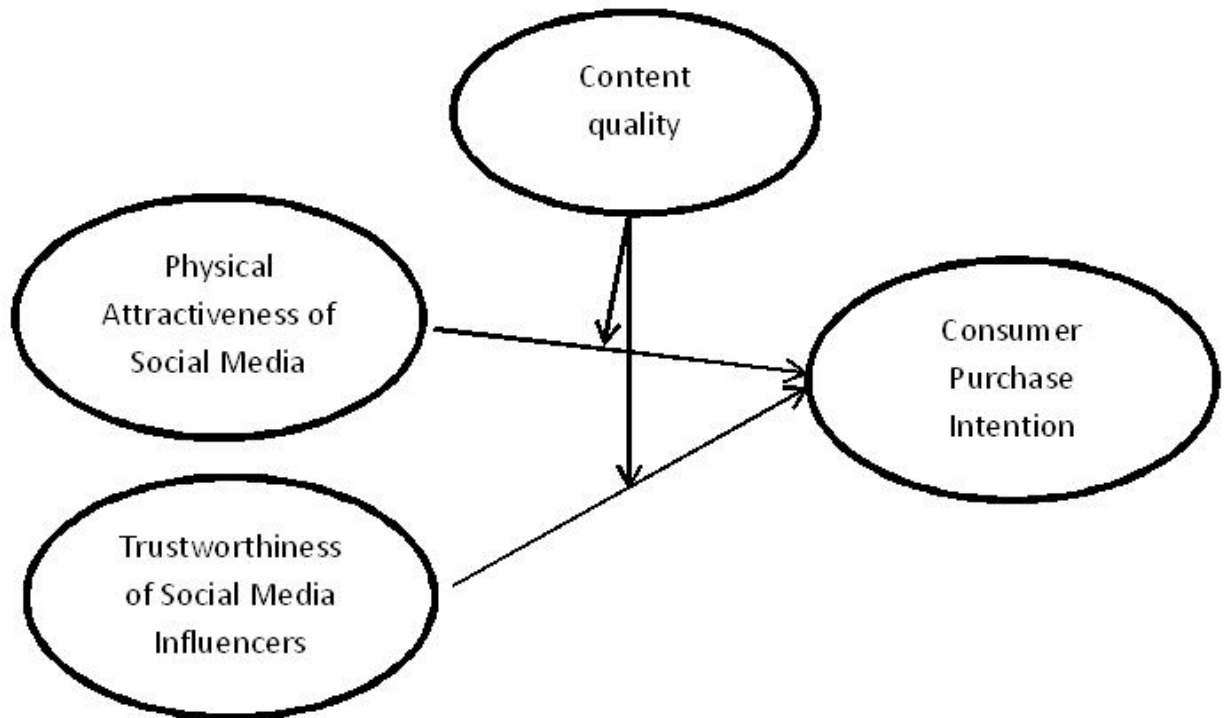 Content
quality
Physical
Attractiveness of
Social Media
Consumer
Purchase
Intention
Trustworthiness
of Social Media
Influencers